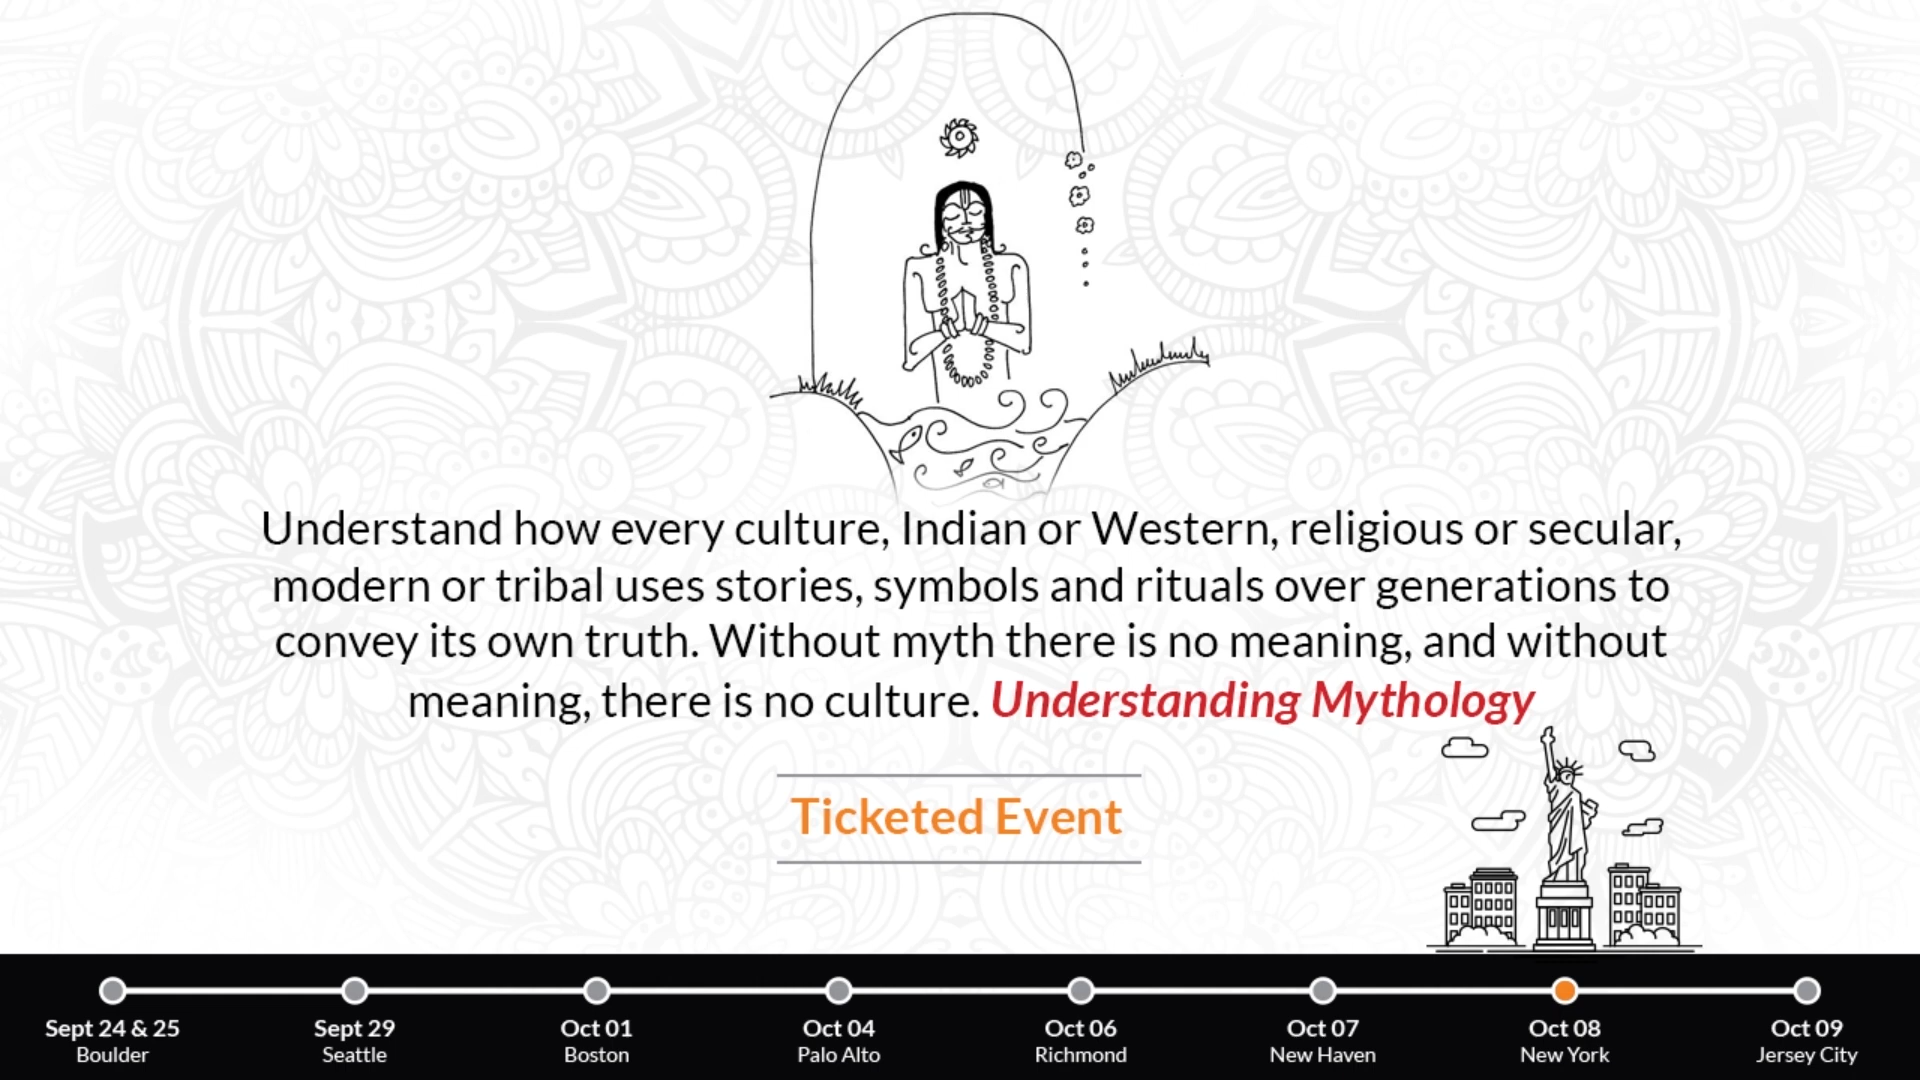 Understand how every culture, Indian or Western, religious or secular,
modern or tribal uses stories, symbols and rituals over generations to
convey its own truth. Without myth there is no meaning, and without
meaning, there is no culture. Understanding Mythology
Ticketed Event
Sept 24 & 25
Boulder
Sept 29
Seattle
Oct 01
Boston
Oct 04
Palo Alto
Oct 06
Richmond
Oct 07
New Haven
Oct 08
New York
Oct 09
Jersey City